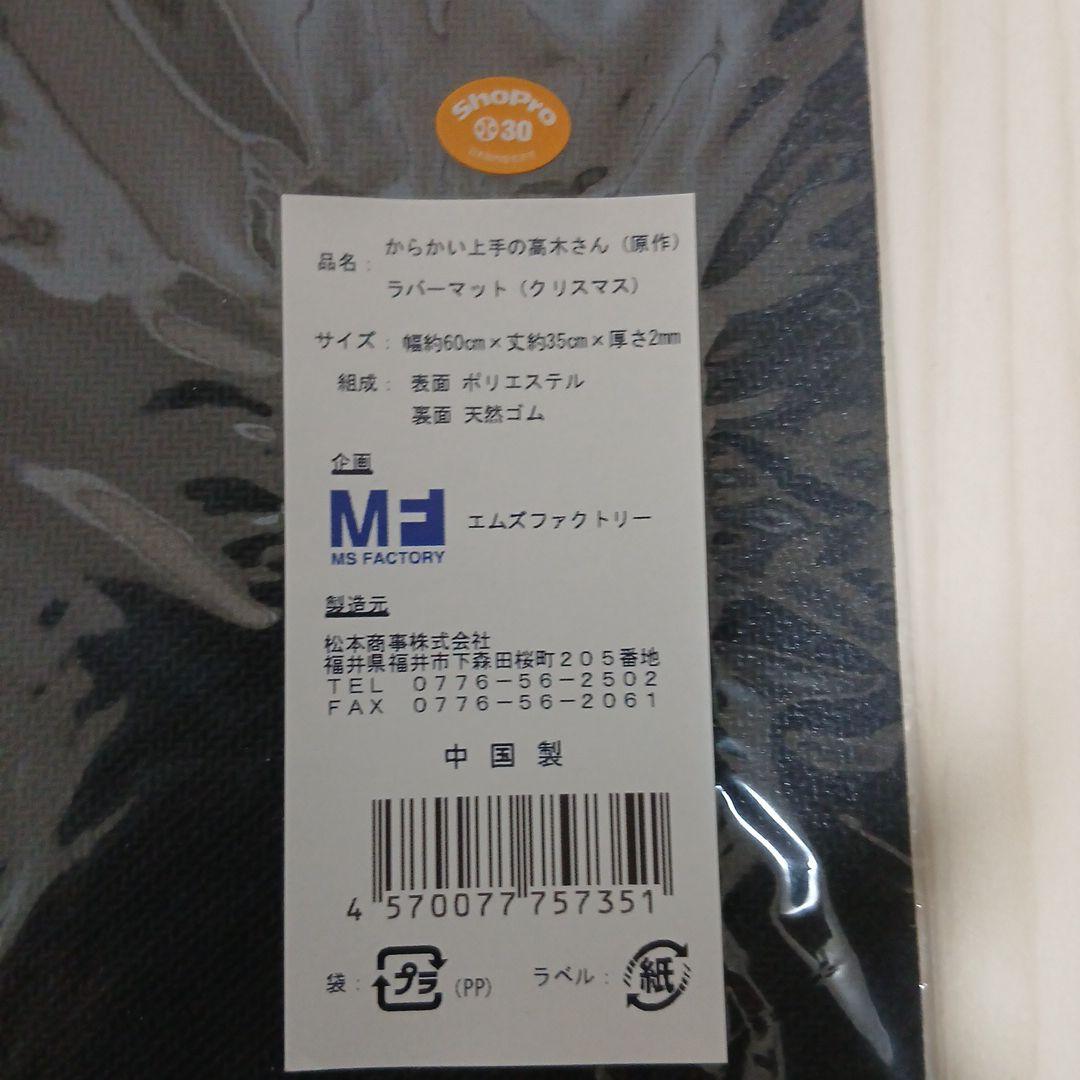 ShoPro
30
品名： からかい上手の高木さん（原作）
ラバーマット（クリスマス）
サイズ： 幅約60cm×丈約35cm×厚さ2mm
組成： 表面 ポリエステル
裏面 天然ゴム
企画
MF エムズファクトリー
MS FACTORY
製造元
松本商事株式会社
福井県福井市下森田桜町２０５番地
ＴＥＬ ０７７６－５６－２５０２
ＦＡＸ ０７７６－５６－２０６１
中国製
4 570077 757351
袋： プラ (PP) ラベル： 紙